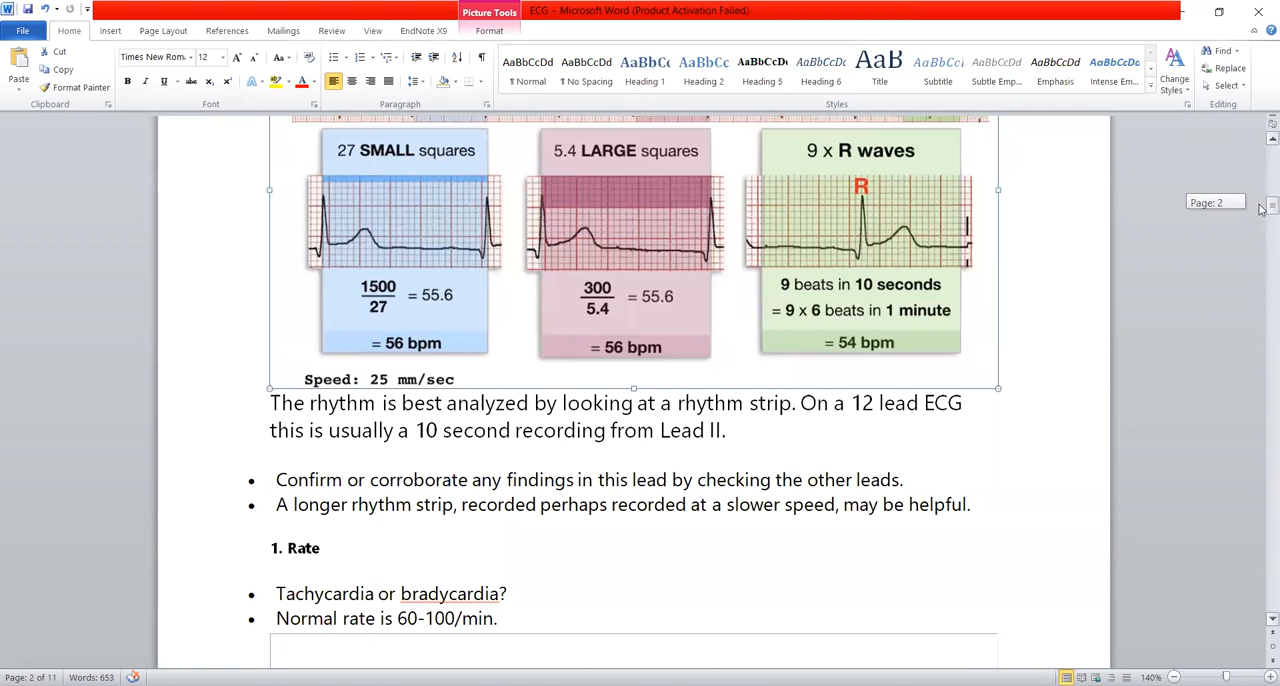 Picture Tools
ECG - Microsoft Word (Product Activation Failed)
File Home Insert Page Layout References Mailings Review View EndNote X9 Format
Paste
Cut
Copy
Format Painter
Clipboard
Times New Rom 12
B I U abc x₂ x² A A
Font
Paragraph
AaBbCcDd AaBbCcDd AaBbCc AaBbCc AaBbCcDc AaBbCcDc AaB AaBbCcI AaBbCcDd AaBbCcDd AaBbCcDd
¶ Normal ¶ No Spacing Heading 1 Heading 2 Heading 5 Heading 6 Title Subtitle Subtle Emp... Emphasis Intense Em...
Styles
Change
Styles
Find
Replace
Select
Editing
27 SMALL squares
1500
27
= 55.6
= 56 bpm
5.4 LARGE squares
300
5.4
= 55.6
= 56 bpm
9 x R waves
R
9 beats in 10 seconds
= 9 x 6 beats in 1 minute
= 54 bpm
Speed: 25 mm/sec
Page: 2
The rhythm is best analyzed by looking at a rhythm strip. On a 12 lead ECG
this is usually a 10 second recording from Lead II.
• Confirm or corroborate any findings in this lead by checking the other leads.
• A longer rhythm strip, recorded perhaps recorded at a slower speed, may be helpful.
1. Rate
• Tachycardia or bradycardia?
• Normal rate is 60-100/min.
Page: 2 of 11 Words: 653 140%